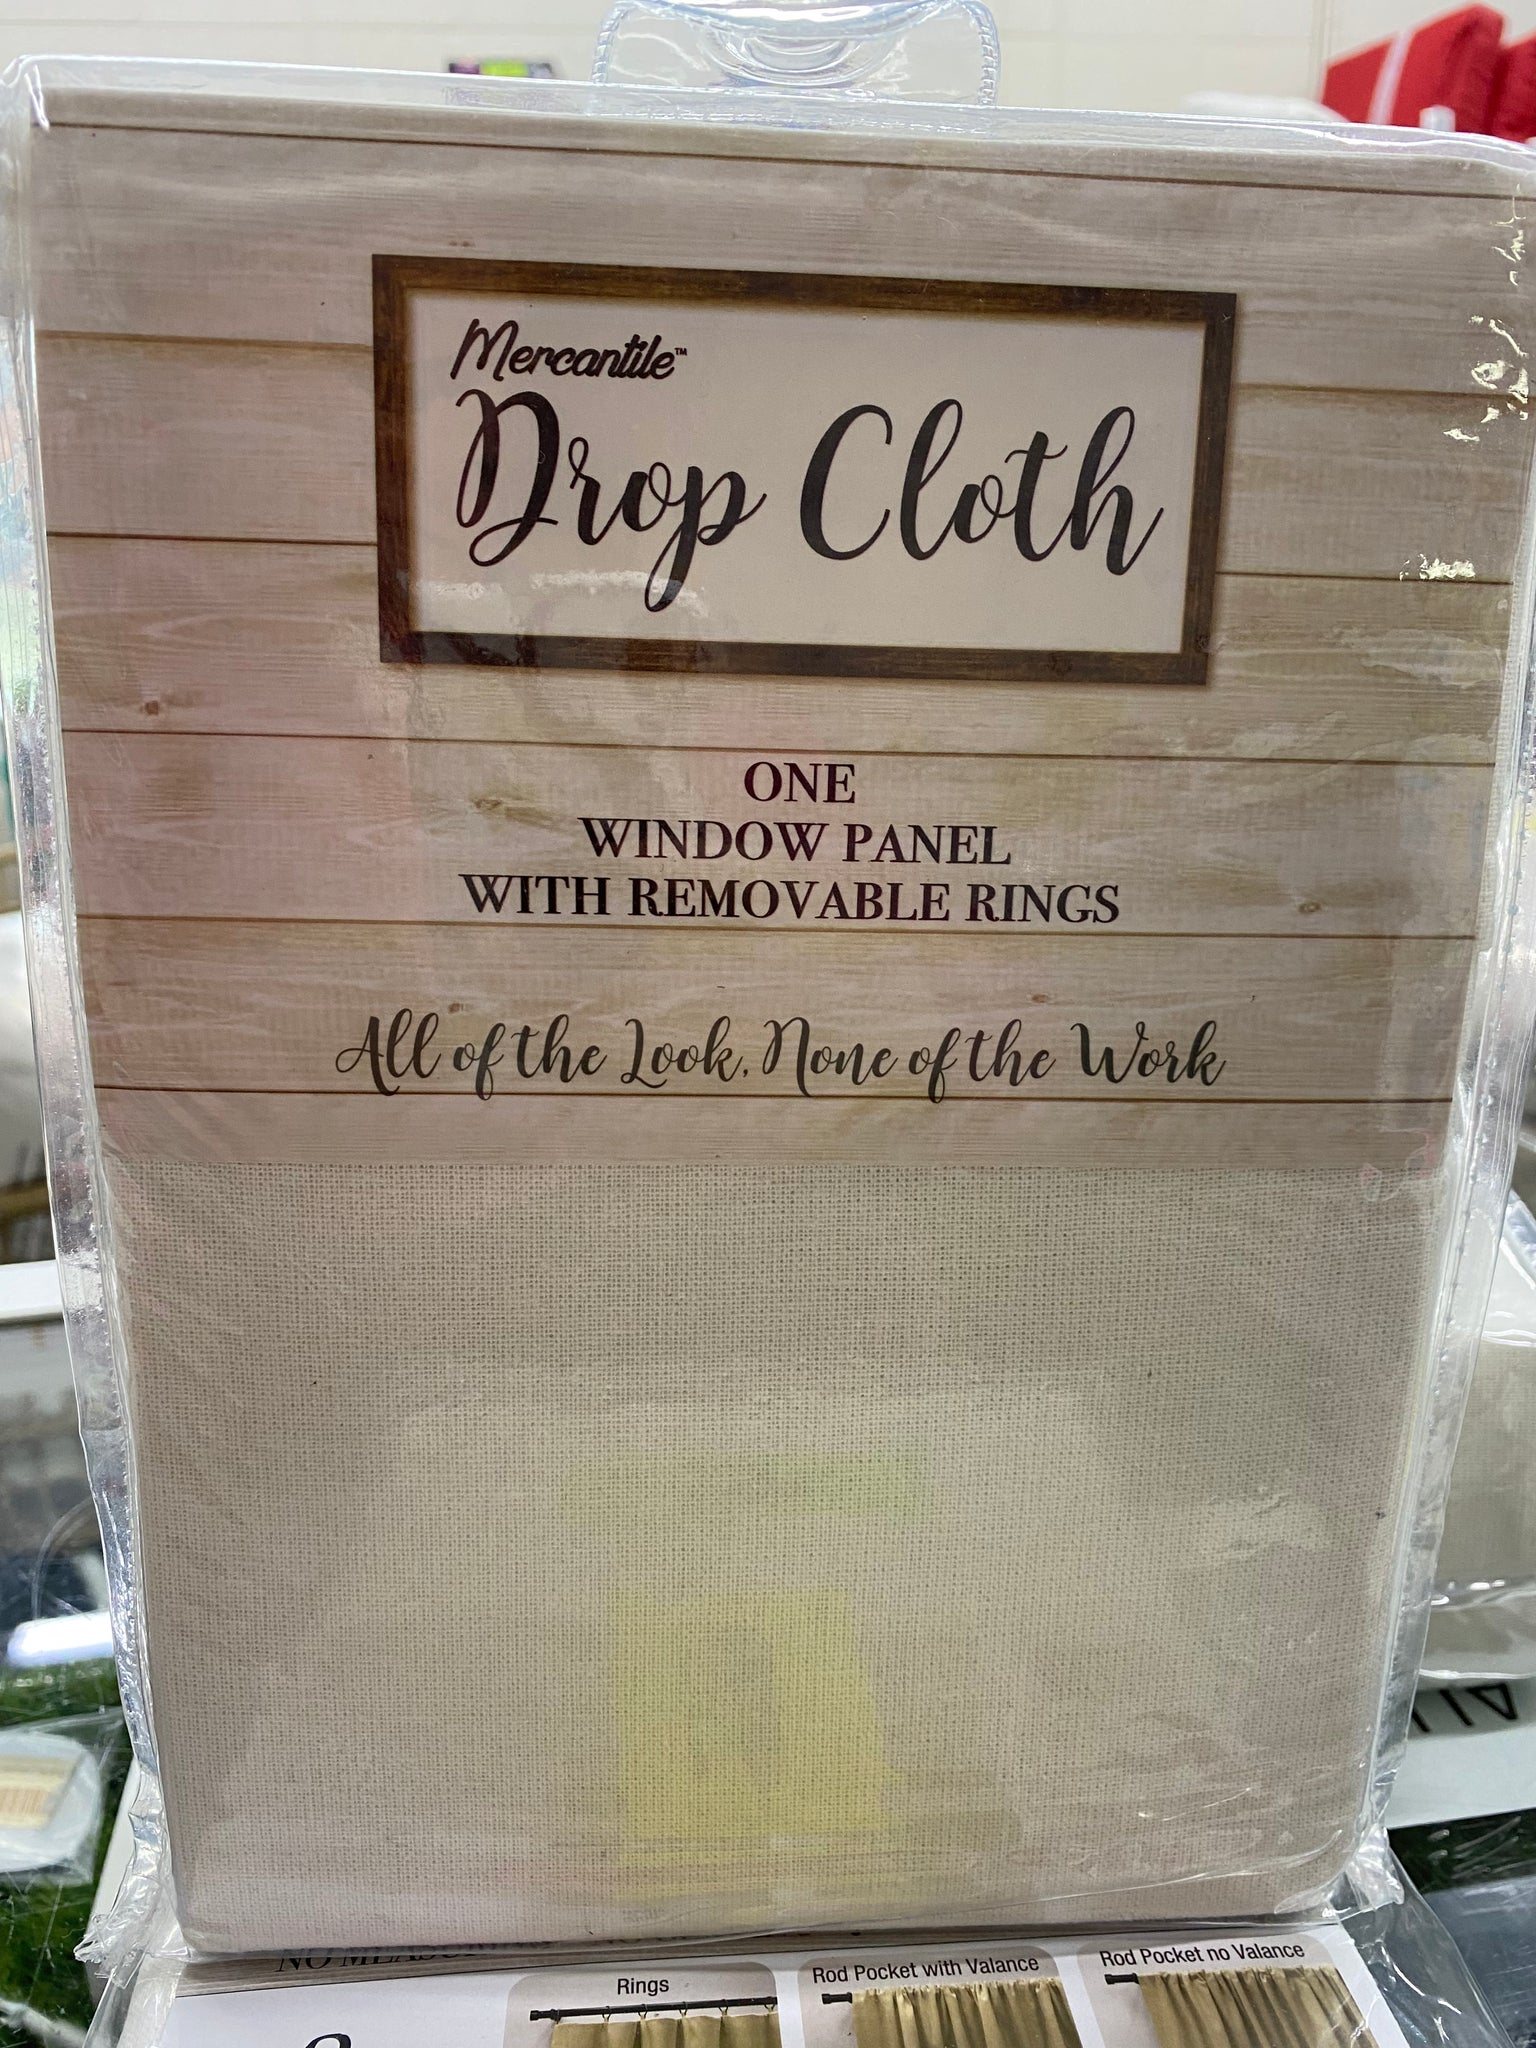 Mercantile™
Drop Cloth
ONE
WINDOW PANEL
WITH REMOVABLE RINGS
All of the Look, None of the Work
Rings
Rod Pocket with Valance
Rod Pocket no Valance